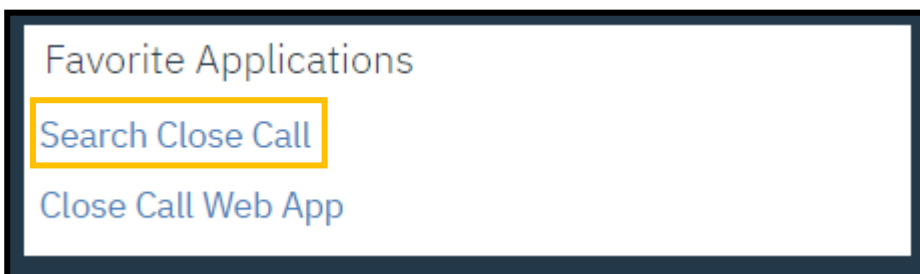 Favorite Applications
Search Close Call
Close Call Web App